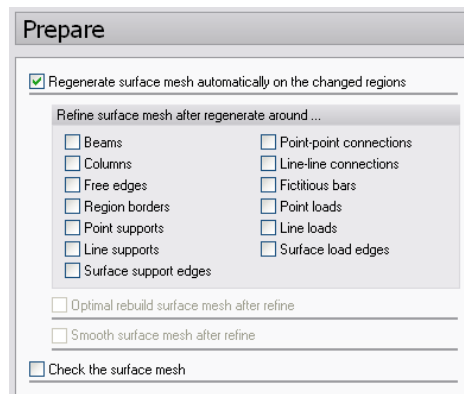 Prepare
Regenerate surface mesh automatically on the changed regions
Refine surface mesh after regenerate around ...
Beams
Columns
Free edges
Region borders
Point supports
Line supports
Surface support edges
Point-point connections
Line-line connections
Fictitious bars
Point loads
Line loads
Surface load edges
Optimal rebuild surface mesh after refine
Smooth surface mesh after refine
Check the surface mesh